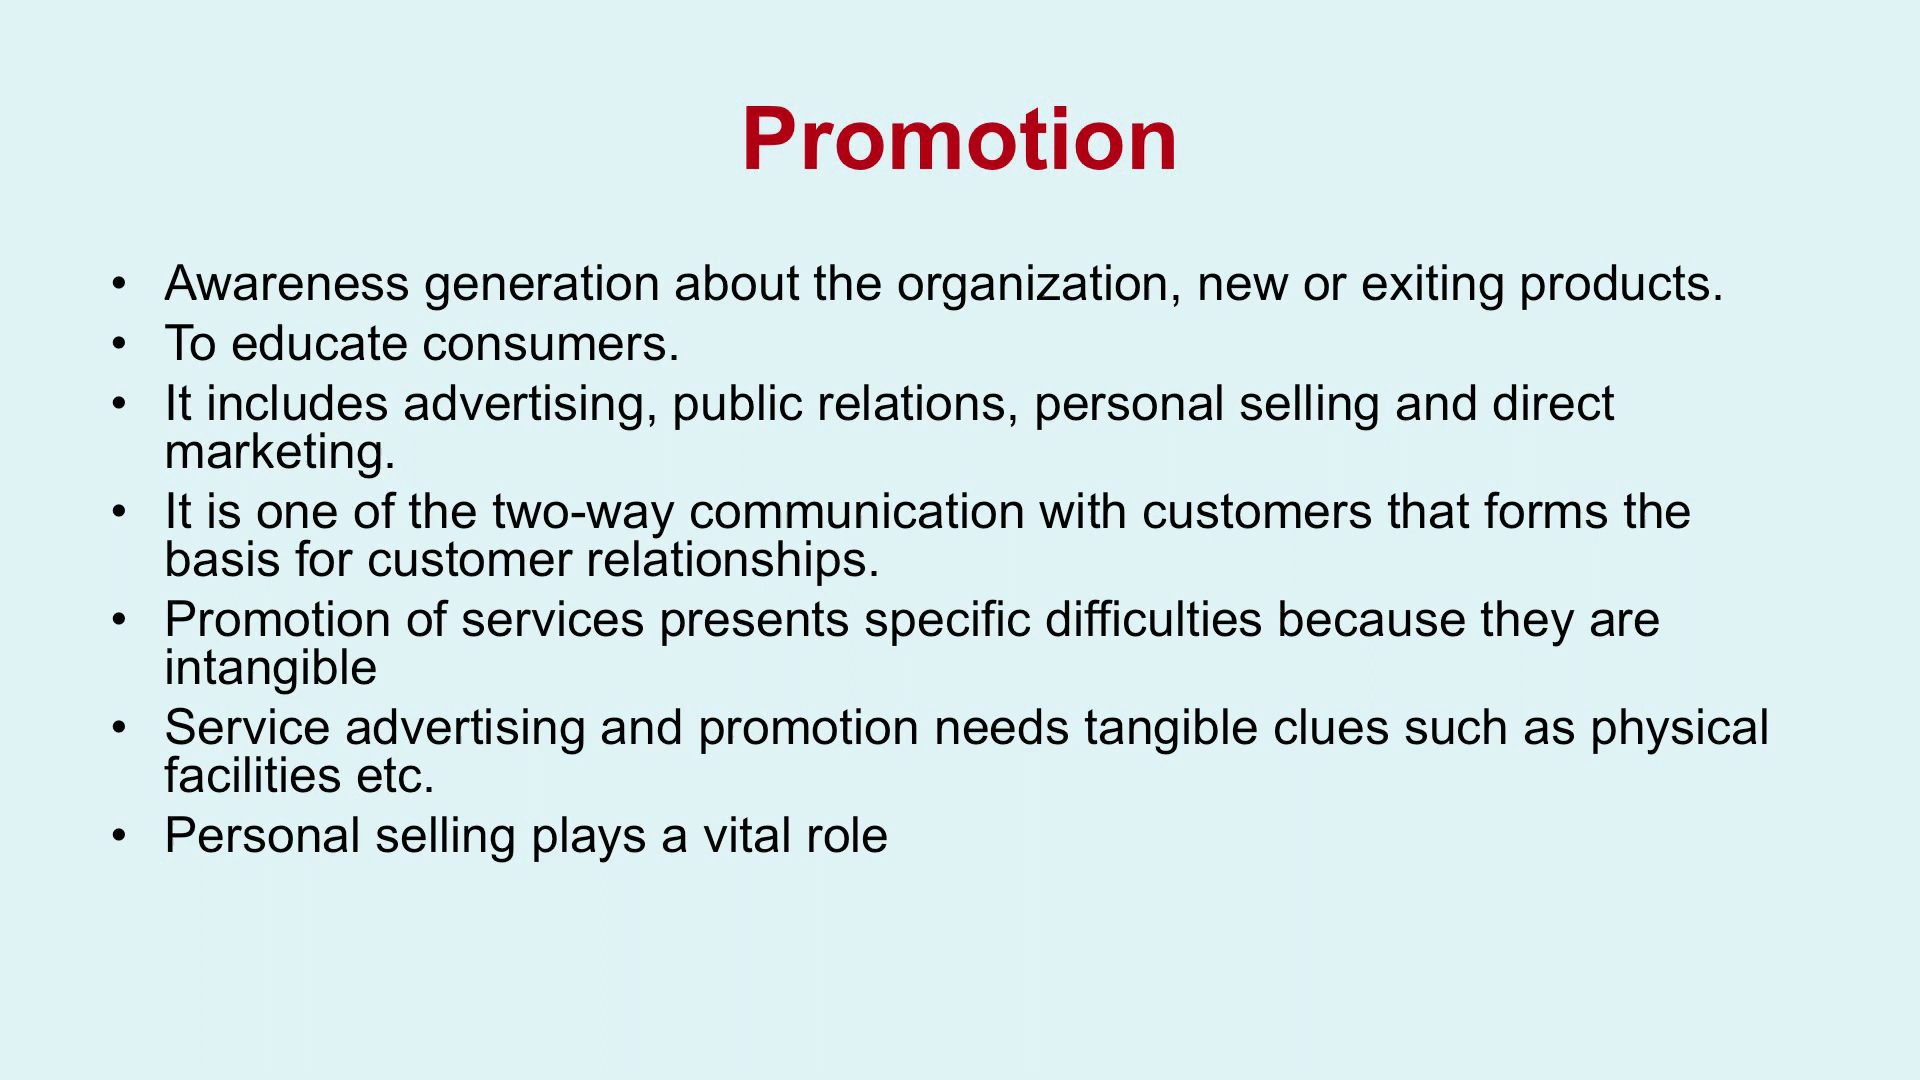 Promotion
• Awareness generation about the organization, new or exiting products.
• To educate consumers.
• It includes advertising, public relations, personal selling and direct
marketing.
• It is one of the two-way communication with customers that forms the
basis for customer relationships.
• Promotion of services presents specific difficulties because they are
intangible
• Service advertising and promotion needs tangible clues such as physical
facilities etc.
• Personal selling plays a vital role